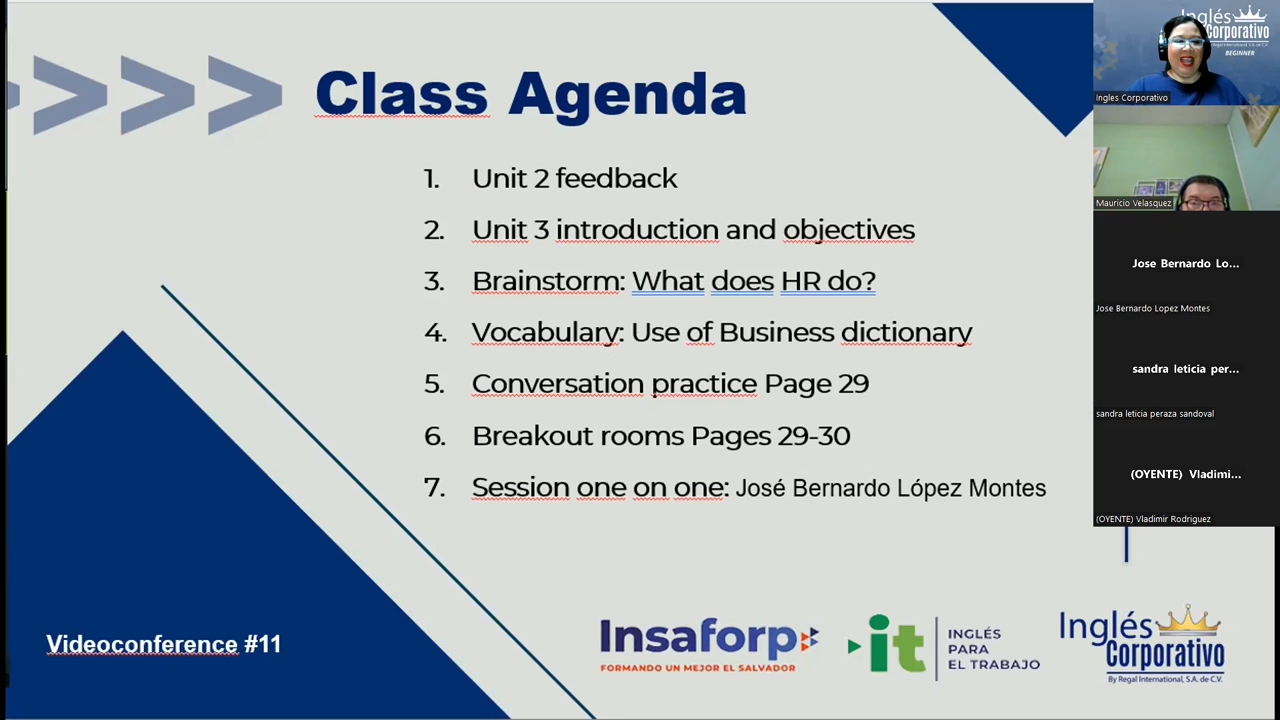 Class Agenda
1. Unit 2 feedback
2. Unit 3 introduction and objectives
3. Brainstorm: What does HR do?
4. Vocabulary: Use of Business dictionary
5. Conversation practice Page 29
6. Breakout rooms Pages 29-30
7. Session one on one: José Bernardo López Montes
Videoconference #11
Insaforp
FORMANDO UN MEJOR EL SALVADOR
it
INGLÉS
PARA
EL TRABAJO
Inglés
Corporativo
By Regal International, S.A. de C.V.
Inglés
Corporativo
By Regal International, S.A. de C.V.
BEGINNER
Ingles Corporativo
Mauricio Velasquez
Jose Bernardo Lo...
Jose Bernardo Lopez Montes
sandra leticia per...
sandra leticia peraza sandoval
(OYENTE) Vladimi...
(OYENTE) Vladimir Rodriguez